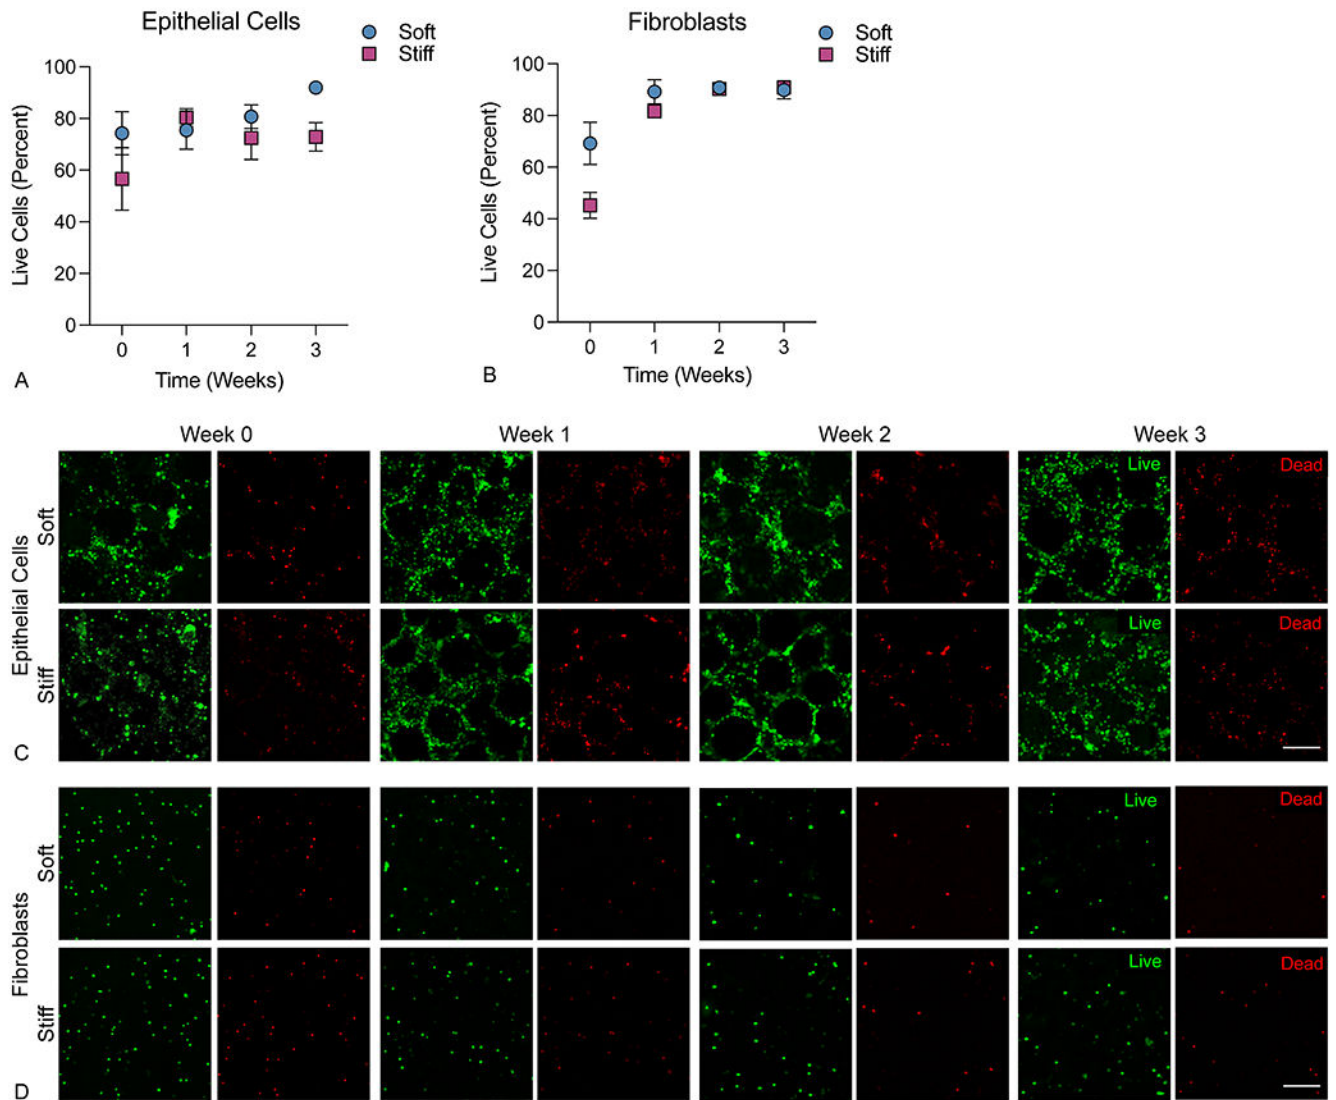 Epithelial Cells
Soft
Stiff
Live Cells (Percent)
100
80
60
40
20
0
0 1 2 3
Time (Weeks)
A
Fibroblasts
Soft
Stiff
Live Cells (Percent)
100
80
60
40
20
0
0 1 2 3
Time (Weeks)
B
Week 0 Week 1 Week 2 Week 3
Epithelial Cells
Soft
Live Dead
Stiff
Live Dead
C
Fibroblasts
Soft
Live Dead
Stiff
Live Dead
D